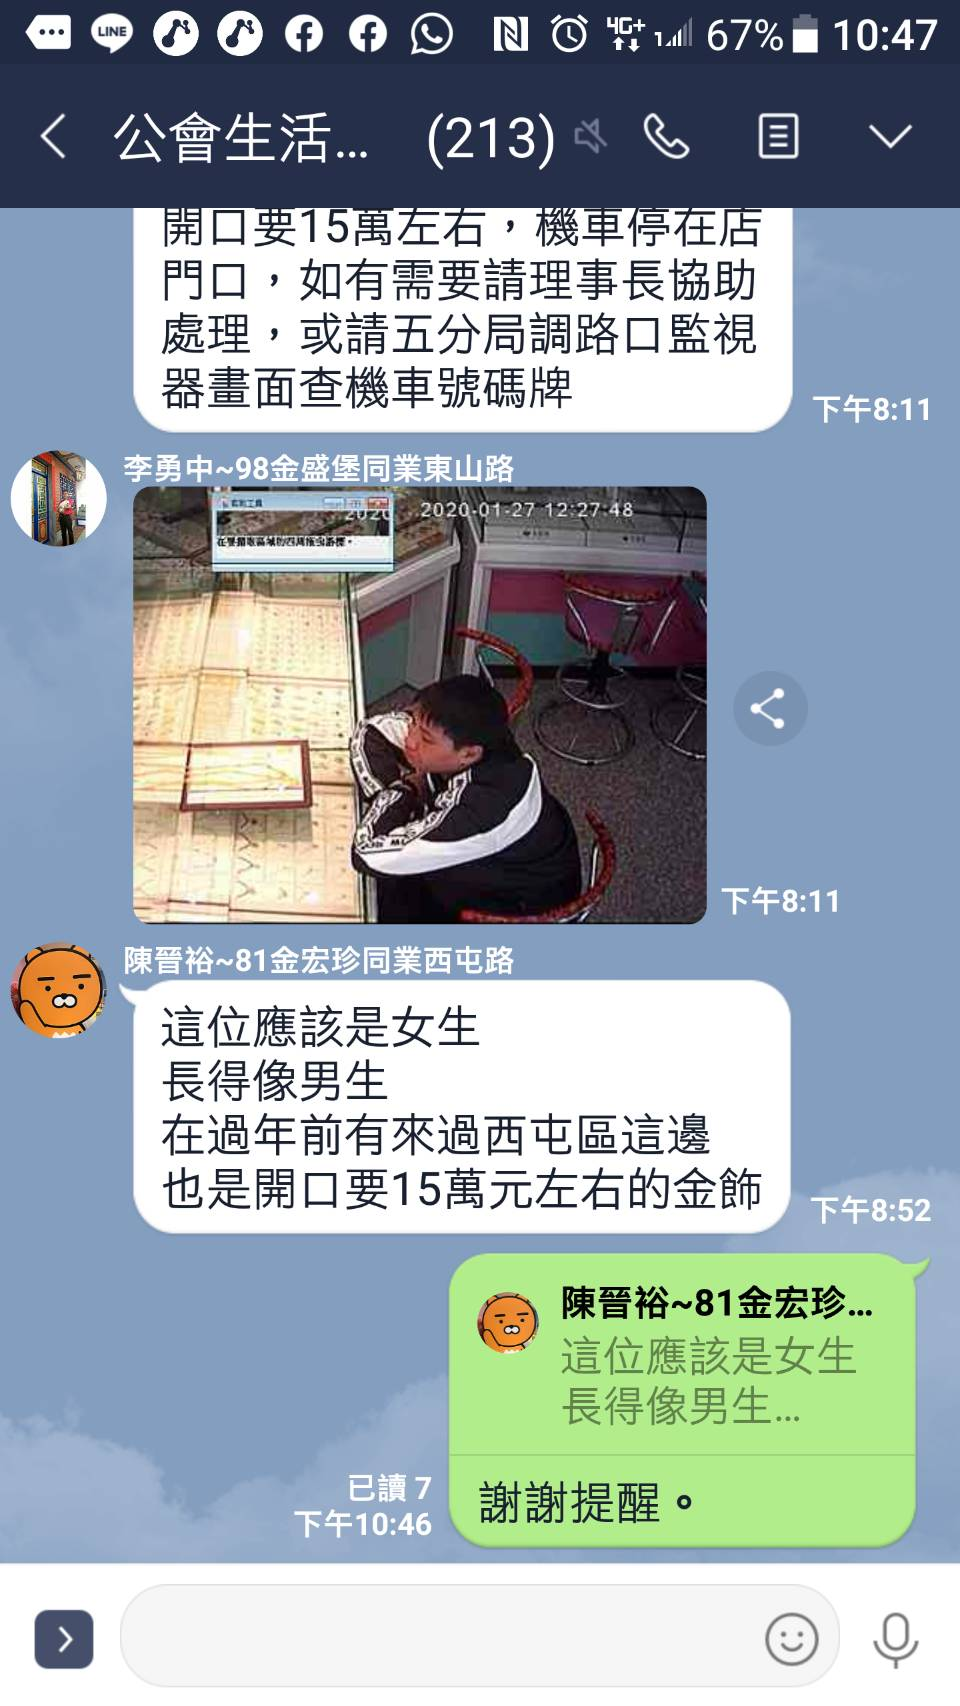 LINE
4G+
67%
10:47
公會生活... (213)
開口要15萬左右，機車停在店
門口，如有需要請理事長協助
處理，或請五分局調路口監視
器畫面查機車號碼牌
下午8:11
李勇中~98金盛堡同業東山路
2020-01-27 12:27:48
下午8:11
陳晉裕~81金宏珍同業西屯路
這位應該是女生
長得像男生
在過年前有來過西屯區這邊
也是開口要15萬元左右的金飾
下午8:52
陳晉裕~81金宏珍...
這位應該是女生
長得像男生...
謝謝提醒。
已讀 7
下午10:46